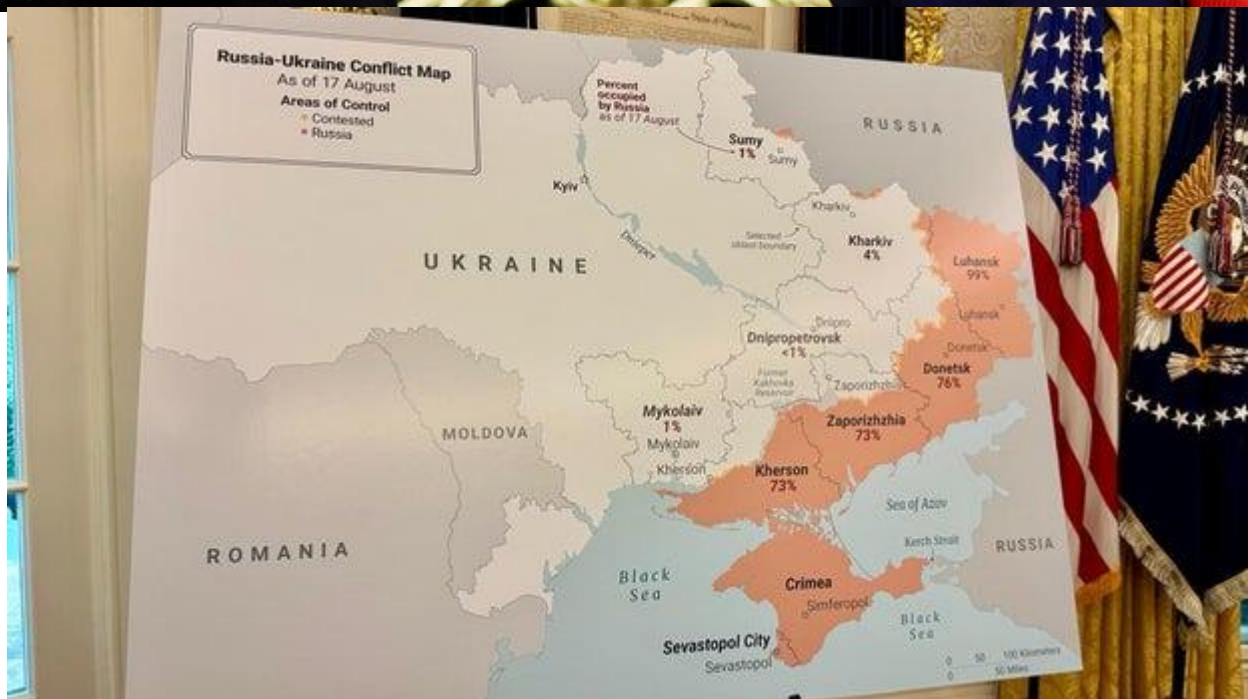 Russia-Ukraine Conflict Map
As of 17 August
Areas of Control
Contested
Russia
Percent
occupied
by Russia
as of 17 August
RUSSIA
Sumy
~1%
Sumy
Kyiv
Kharkiv
Dnieper
Selected
oblast boundary
Kharkiv
4%
UKRAINE
Luhansk
99%
Luhansk
Dnipro
Dnipropetrovsk
<1%
Donetsk
Donetsk
76%
Former
Kakhovka
Reservoir
Zaporizhzhia
Mykolaiv
1%
Mykolaiv
Kherson
Zaporizhzhia
73%
MOLDOVA
Kherson
73%
Sea of Azov
Kerch Strait
RUSSIA
ROMANIA
Black
Sea
Crimea
Simferopol
Black
Sea
Sevastopol City
Sevastopol
0 50 100 Kilometers
0 50 Miles